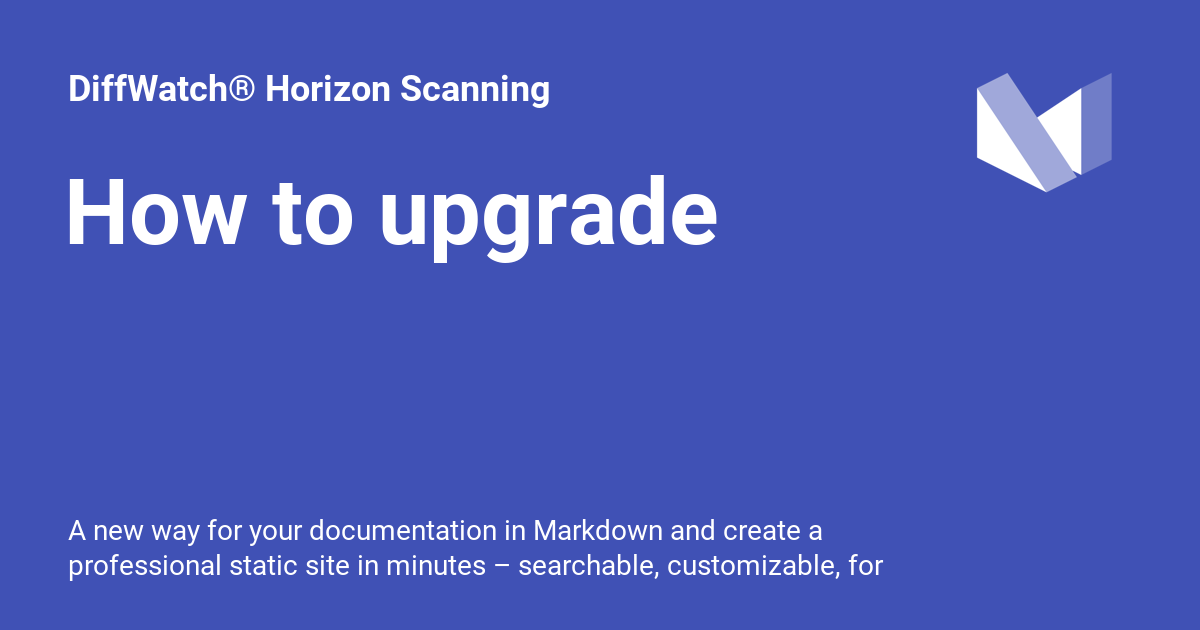 DiffWatch® Horizon Scanning
How to upgrade
A new way for your documentation in Markdown and create a
professional static site in minutes – searchable, customizable, for